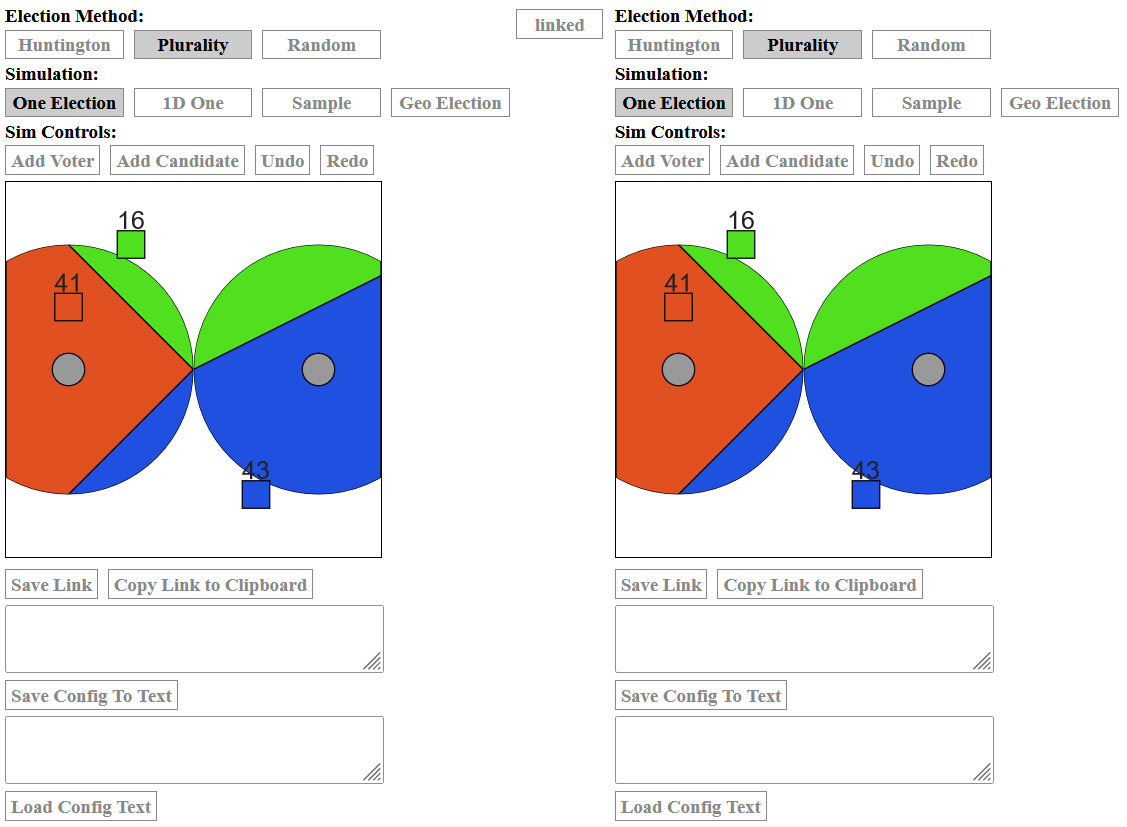 Election Method:
Huntington Plurality Random
Simulation:
One Election 1D One Sample Geo Election
Sim Controls:
Add Voter Add Candidate Undo Redo
16
41
43
Save Link Copy Link to Clipboard
Save Config To Text
Load Config Text
linked
Election Method:
Huntington Plurality Random
Simulation:
One Election 1D One Sample Geo Election
Sim Controls:
Add Voter Add Candidate Undo Redo
16
41
43
Save Link Copy Link to Clipboard
Save Config To Text
Load Config Text